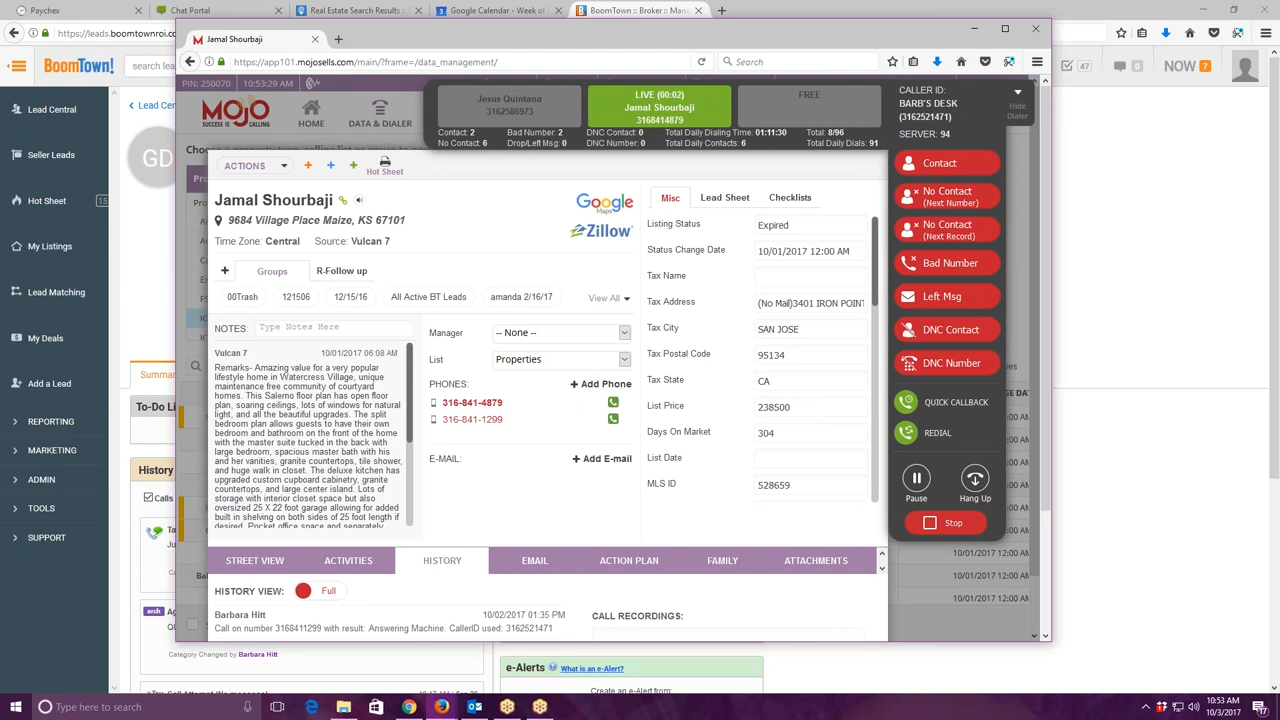 Paychex
Chat Portal
Real Estate Search Results ::
Google Calendar - Week of
BoomTown :: Broker :: Mana
https://leads.boomtownroi.com
Jamal Shourbaji
https://app101.mojosells.com/main/?frame=/data_management/
Search
BoomTown!
search lea
47
0
NOW 7
PIN: 250070
10:53:29 AM
MOJO
SUCCESS IS CALLING
HOME
DATA & DIALER
Jesus Quintana
3162586973
LIVE (00:02)
Jamal Shourbaji
3168414879
FREE
CALLER ID:
BARB'S DESK
(3162521471)
SERVER: 94
Hide
Dialer
Contact: 2
Bad Number: 2
DNC Contact: 0
Total Daily Dialing Time: 01:11:30
Total: 8/96
No Contact: 6
Drop/Left Msg: 0
DNC Number: 0
Total Daily Contacts: 6
Total Daily Dials: 91
Lead Central
Seller Leads
Hot Sheet
15
My Listings
Lead Matching
My Deals
Add a Lead
REPORTING
MARKETING
ADMIN
TOOLS
SUPPORT
Lead Cen
GD
Summar
To-Do Li
History
Calls
ACTIONS
Hot Sheet
Jamal Shourbaji
9684 Village Place Maize, KS 67101
Time Zone: Central
Source: Vulcan 7
Google
Maps
Zillow
Groups
R-Follow up
00Trash
121506
12/15/16
All Active BT Leads
amanda 2/16/17
View All
NOTES:
Type Notes Here
Vulcan 7
10/01/2017 06:08 AM
Remarks- Amazing value for a very popular
lifestyle home in Watercress Village, unique
maintenance free community of courtyard
homes. This Salerno floor plan has open floor
plan, soaring ceilings, lots of windows for natural
light, and all the beautiful upgrades. The split
bedroom plan allows guests to have their own
bedroom and bathroom on the front of the home
with the master suite tucked in the back with
large bedroom, spacious master bath with his
and her vanities, granite countertops, tile shower,
and huge walk in closet. The deluxe kitchen has
upgraded custom cupboard cabinetry, granite
countertops, and large center island. Lots of
storage with interior closet space but also
oversized 25 X 22 foot garage allowing for added
built in shelving on both sides of 25 foot length if
desired. Pocket office space and separately
Manager
-- None --
List
Properties
PHONES:
Add Phone
316-841-4879
316-841-1299
E-MAIL:
Add E-mail
Misc
Lead Sheet
Checklists
Listing Status
Expired
Status Change Date
10/01/2017 12:00 AM
Tax Name
Tax Address
(No Mail)3401 IRON POINT
Tax City
SAN JOSE
Tax Postal Code
95134
Tax State
CA
List Price
238500
Days On Market
304
List Date
MLS ID
528659
Contact
No Contact
(Next Number)
No Contact
(Next Record)
Bad Number
Left Msg
DNC Contact
DNC Number
QUICK CALLBACK
REDIAL
Pause
Hang Up
Stop
STREET VIEW
ACTIVITIES
HISTORY
EMAIL
ACTION PLAN
FAMILY
ATTACHMENTS
HISTORY VIEW:
Full
Barbara Hitt
10/02/2017 01:35 PM
Call on number 3168411299 with result: Answering Machine. CallerID used: 3162521471
CALL RECORDINGS:
10/01/2017 12:00 AM
10/01/2017 12:00 AM
Category Changed by Barbara Hitt
e-Alerts
What is an e-Alert?
Create an e-Alert from:
Type here to search
10:53 AM
10/3/2017
17